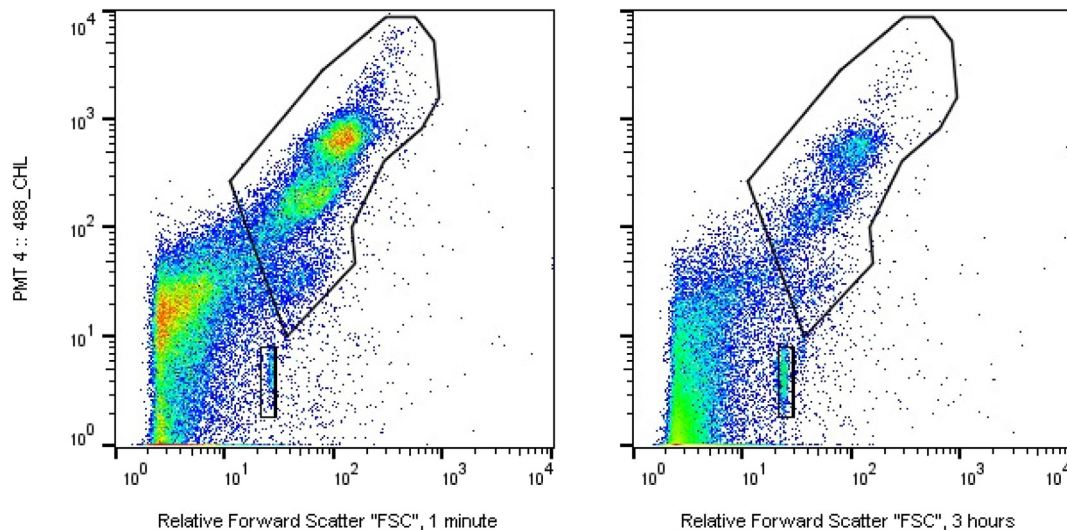 10^4
10^3
10^2
10^1
10^0
PMT 4 :: 488_CHL
10^0 10^1 10^2 10^3 10^4
Relative Forward Scatter "FSC", 1 minute
10^0 10^1 10^2 10^3 10^4
Relative Forward Scatter "FSC", 3 hours